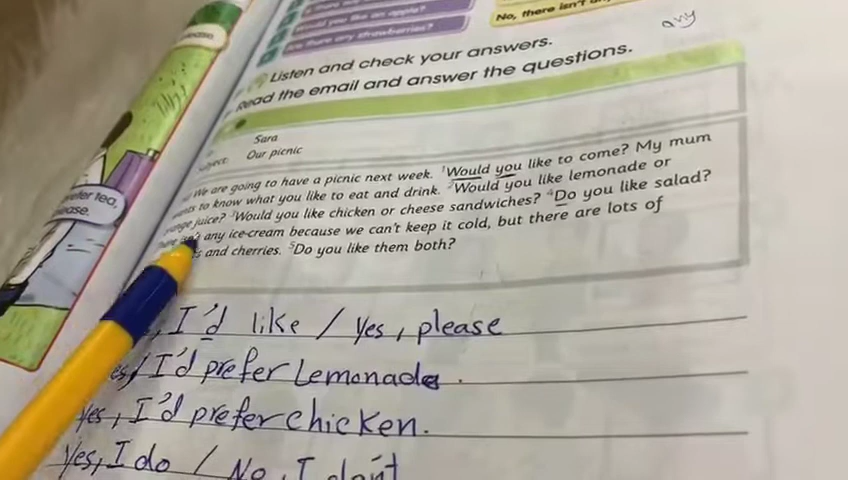 Would you like an apple?
Are there any strawberries?
No, there isn't
any
Listen and check your answers.
Read the email and answer the questions.
Sara
Subject: Our picnic
We are going to have a picnic next week. ¹Would you like to come? My mum
wants to know what you like to eat and drink. ²Would you like lemonade or
orange juice? ³Would you like chicken or cheese sandwiches? ⁴Do you like salad?
There isn't any ice-cream because we can't keep it cold, but there are lots of
and cherries. ⁵Do you like them both?
prefer tea,
please.
I'd like / Yes, please
yes, I'd prefer Lemonade.
Yes, I'd prefer chicken.
Yes, I do / No, I don't